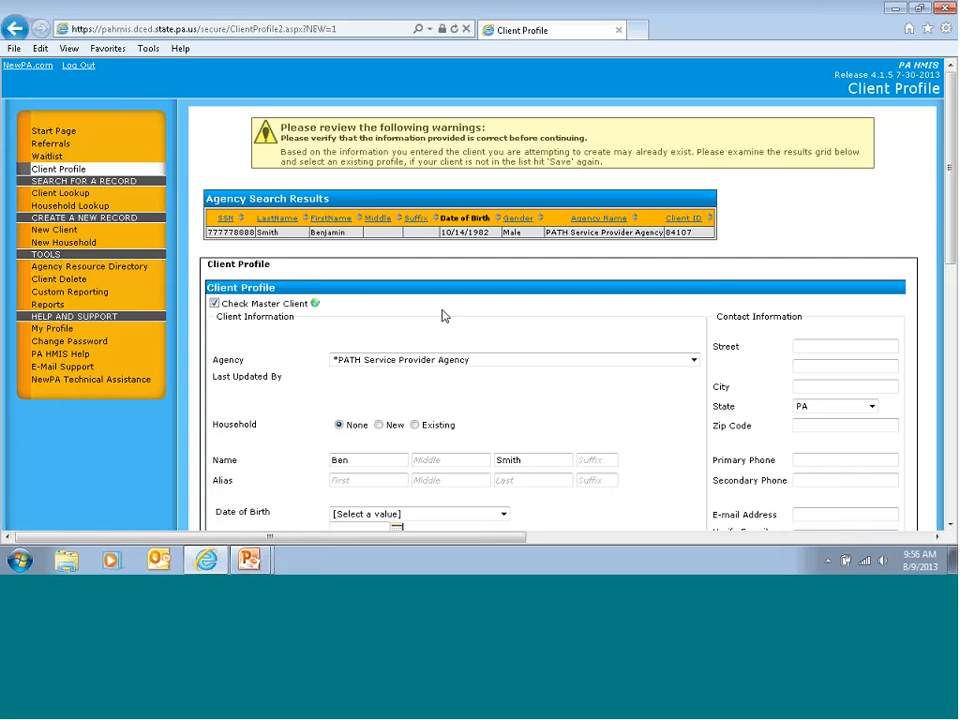 https://pahmis.dced.state.pa.us/secure/ClientProfile2.aspx?NEW=1
Client Profile
File Edit View Favorites Tools Help
NewPA.com Log Out
PA HMIS
Release 4.1.5 7-30-2013
Client Profile
Start Page
Referrals
Waitlist
Client Profile
SEARCH FOR A RECORD
Client Lookup
Household Lookup
CREATE A NEW RECORD
New Client
New Household
TOOLS
Agency Resource Directory
Client Delete
Custom Reporting
Reports
HELP AND SUPPORT
My Profile
Change Password
PA HMIS Help
E-Mail Support
NewPA Technical Assistance
Please review the following warnings:
Please verify that the information provided is correct before continuing.
Based on the information you entered the client you are attempting to create may already exist. Please examine the results grid below
and select an existing profile, if your client is not in the list hit 'Save' again.
Agency Search Results
SSN LastName FirstName Middle Suffix Date of Birth Gender Agency Name Client ID
777778888 Smith Benjamin 10/14/1982 Male PATH Service Provider Agency 84107
Client Profile
Client Profile
Check Master Client
Client Information
Agency *PATH Service Provider Agency
Last Updated By
Household None New Existing
Name Ben Middle Smith Suffix
Alias First Middle Last Suffix
Date of Birth [Select a value]
Contact Information
Street
City
State PA
Zip Code
Primary Phone
Secondary Phone
E-mail Address
9:56 AM
8/9/2013